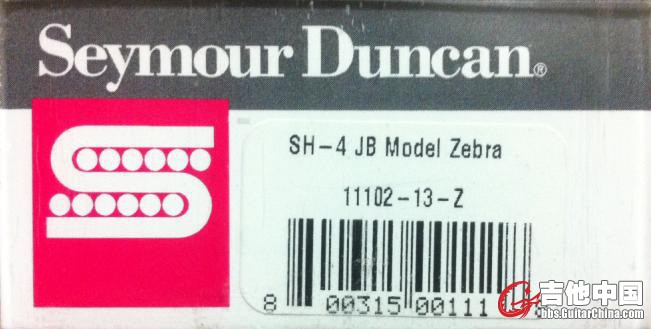 Seymour Duncan®
SH-4 JB Model Zebra
11102-13-Z
8 00315 00111
吉他中国
bbs.GuitarChina.com